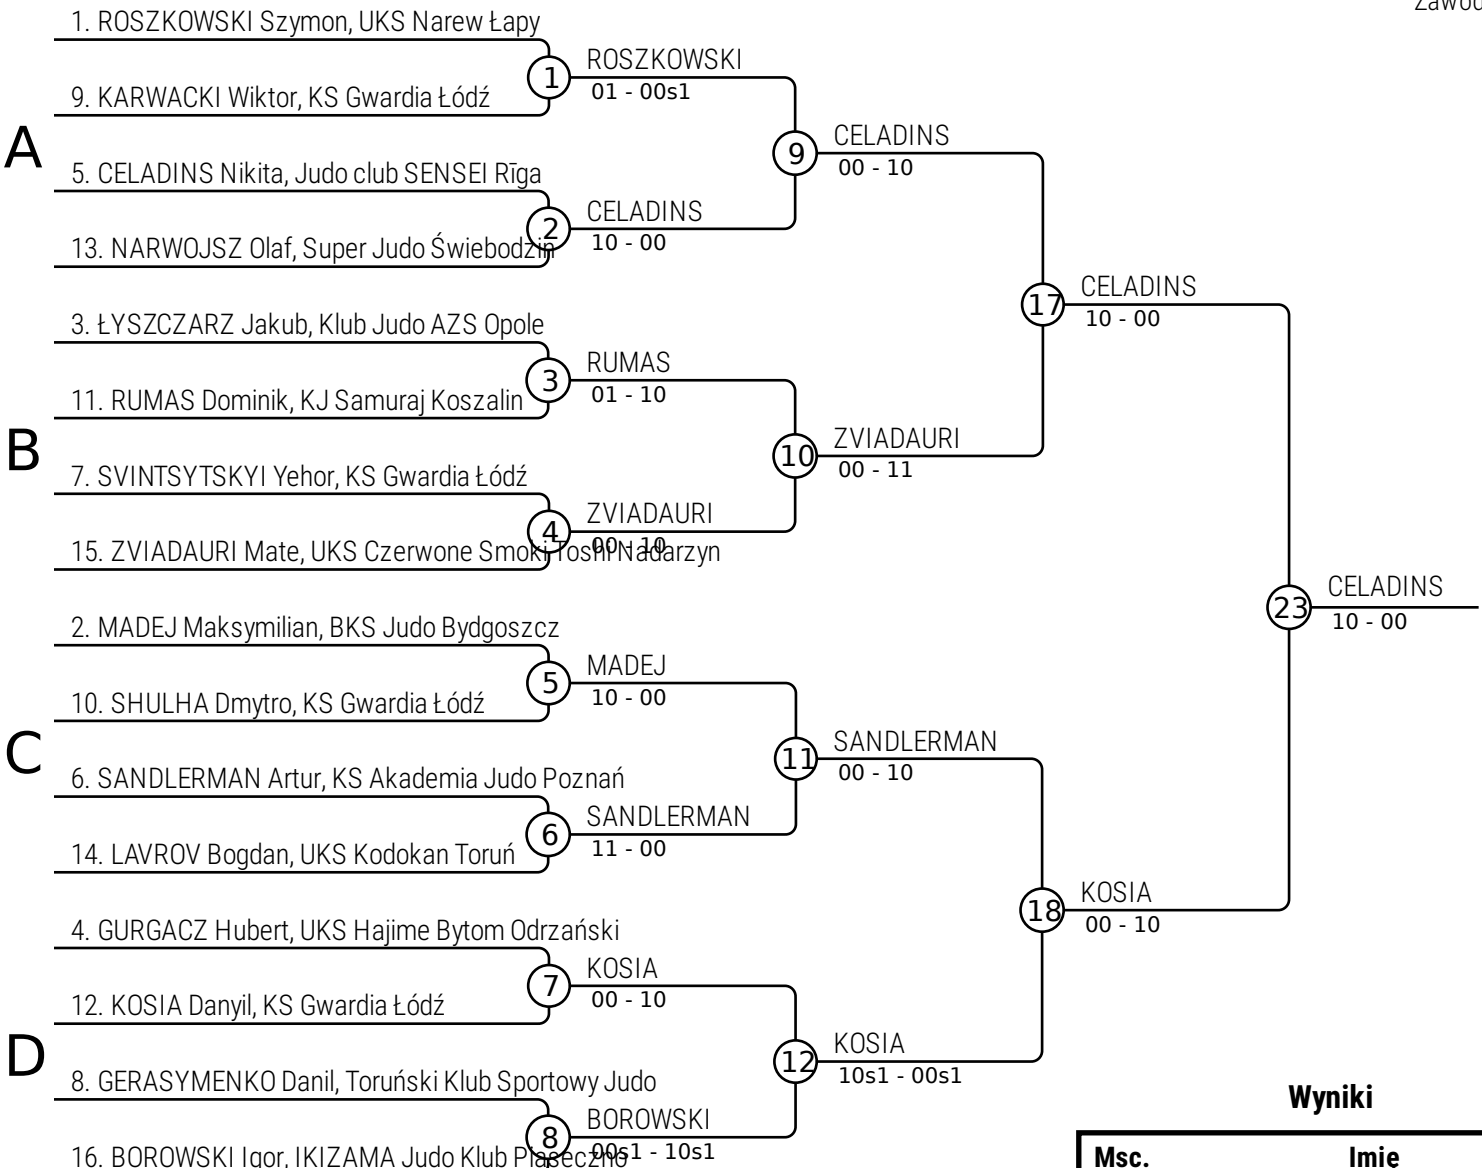 Zawod
1. ROSZKOWSKI Szymon, UKS Narew Łapy
1
ROSZKOWSKI
01 - 00s1
9. KARWACKI Wiktor, KS Gwardia Łódź
A
9
CELADINS
00 - 10
5. CELADINS Nikita, Judo club SENSEI Rīga
2
CELADINS
10 - 00
13. NARWOJSZ Olaf, Super Judo Świebodzin
17
CELADINS
10 - 00
3. ŁYSZCZARZ Jakub, Klub Judo AZS Opole
3
RUMAS
01 - 10
11. RUMAS Dominik, KJ Samuraj Koszalin
B
10
ZVIADAURI
00 - 11
7. SVINTSYTSKYI Yehor, KS Gwardia Łódź
4
ZVIADAURI
00 - 10
15. ZVIADAURI Mate, UKS Czerwone Smoki Toshi Nadarzyn
23
CELADINS
10 - 00
2. MADEJ Maksymilian, BKS Judo Bydgoszcz
5
MADEJ
10 - 00
10. SHULHA Dmytro, KS Gwardia Łódź
C
11
SANDLERMAN
00 - 10
6. SANDLERMAN Artur, KS Akademia Judo Poznań
6
SANDLERMAN
11 - 00
14. LAVROV Bogdan, UKS Kodokan Toruń
18
KOSIA
00 - 10
4. GURGACZ Hubert, UKS Hajime Bytom Odrzański
7
KOSIA
00 - 10
12. KOSIA Danyil, KS Gwardia Łódź
D
12
KOSIA
10s1 - 00s1
8. GERASYMENKO Danil, Toruński Klub Sportowy Judo
8
BOROWSKI
00s1 - 10s1
16. BOROWSKI Igor, IKIZAMA Judo Klub Piaseczno
Wyniki
Msc. Imię